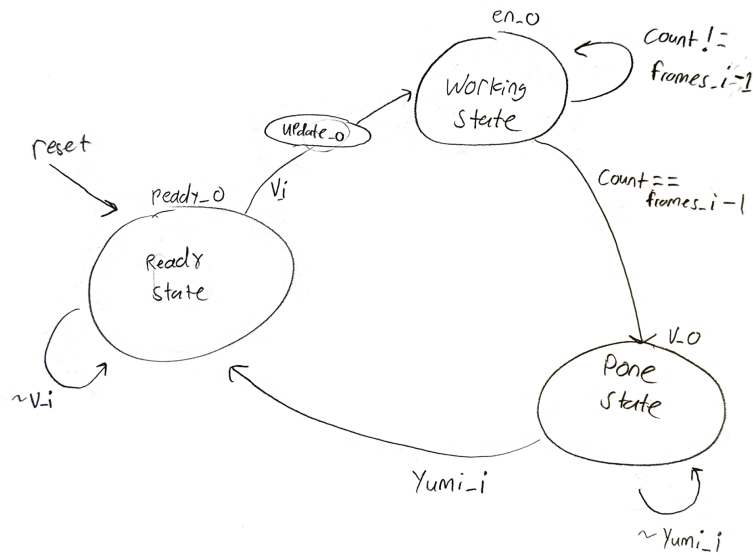 en_o
Count !=
frames_i-1
Working
State
update_o
reset
V_i
ready_o
Count ==
frames_i-1
Ready
State
V_o
Done
State
~V_i
Yumi_i
~Yumi_i